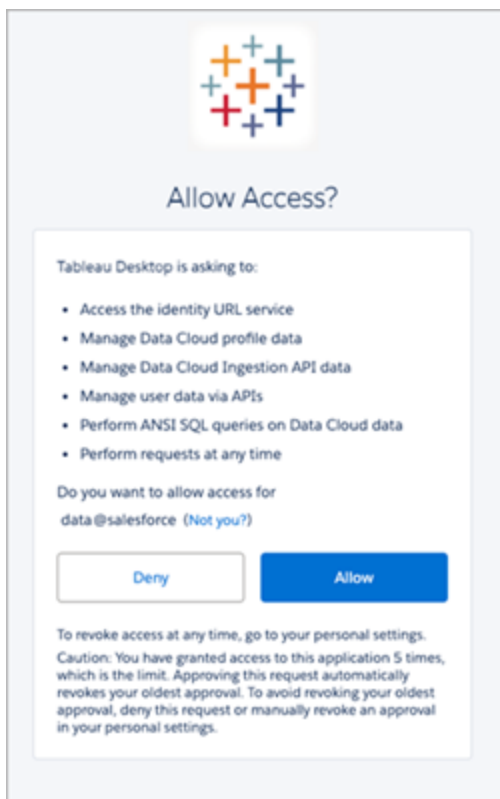 Allow Access?
Tableau Desktop is asking to:
• Access the identity URL service
• Manage Data Cloud profile data
• Manage Data Cloud Ingestion API data
• Manage user data via APIs
• Perform ANSI SQL queries on Data Cloud data
• Perform requests at any time
Do you want to allow access for
data@salesforce (Not you?)
Deny
Allow
To revoke access at any time, go to your personal settings.
Caution: You have granted access to this application 5 times,
which is the limit. Approving this request automatically
revokes your oldest approval. To avoid revoking your oldest
approval, deny this request or manually revoke an approval
in your personal settings.